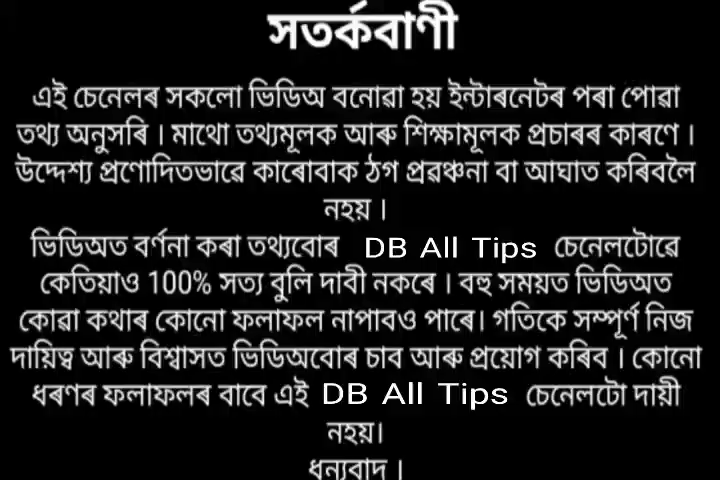 সতৰ্কবাণী
এই চেনেলৰ সকলো ভিডিঅ বনোৱা হয় ইন্টাৰনেটৰ পৰা পোৱা
তথ্য অনুসৰি । মাথো তথ্যমূলক আৰু শিক্ষামূলক প্ৰচাৰৰ কাৰণে ।
উদ্দেশ্য প্ৰণোদিতভাৱে কাৰোবাক ঠগ প্ৰৱঞ্চনা বা আঘাত কৰিবলৈ
নহয় ।
ভিডিঅত বৰ্ণনা কৰা তথ্যবোৰ DB All Tips চেনেলটোৱে
কেতিয়াও 100% সত্য বুলি দাবী নকৰে । বহু সময়ত ভিডিঅত
কোৱা কথাৰ কোনো ফলাফল নাপাবও পাৰে। গতিকে সম্পূৰ্ণ নিজ
দায়িত্ব আৰু বিশ্বাসত ভিডিঅবোৰ চাব আৰু প্ৰয়োগ কৰিব । কোনো
ধৰণৰ ফলাফলৰ বাবে এই DB All Tips চেনেলটো দায়ী
নহয়।
ধন্যবাদ ।